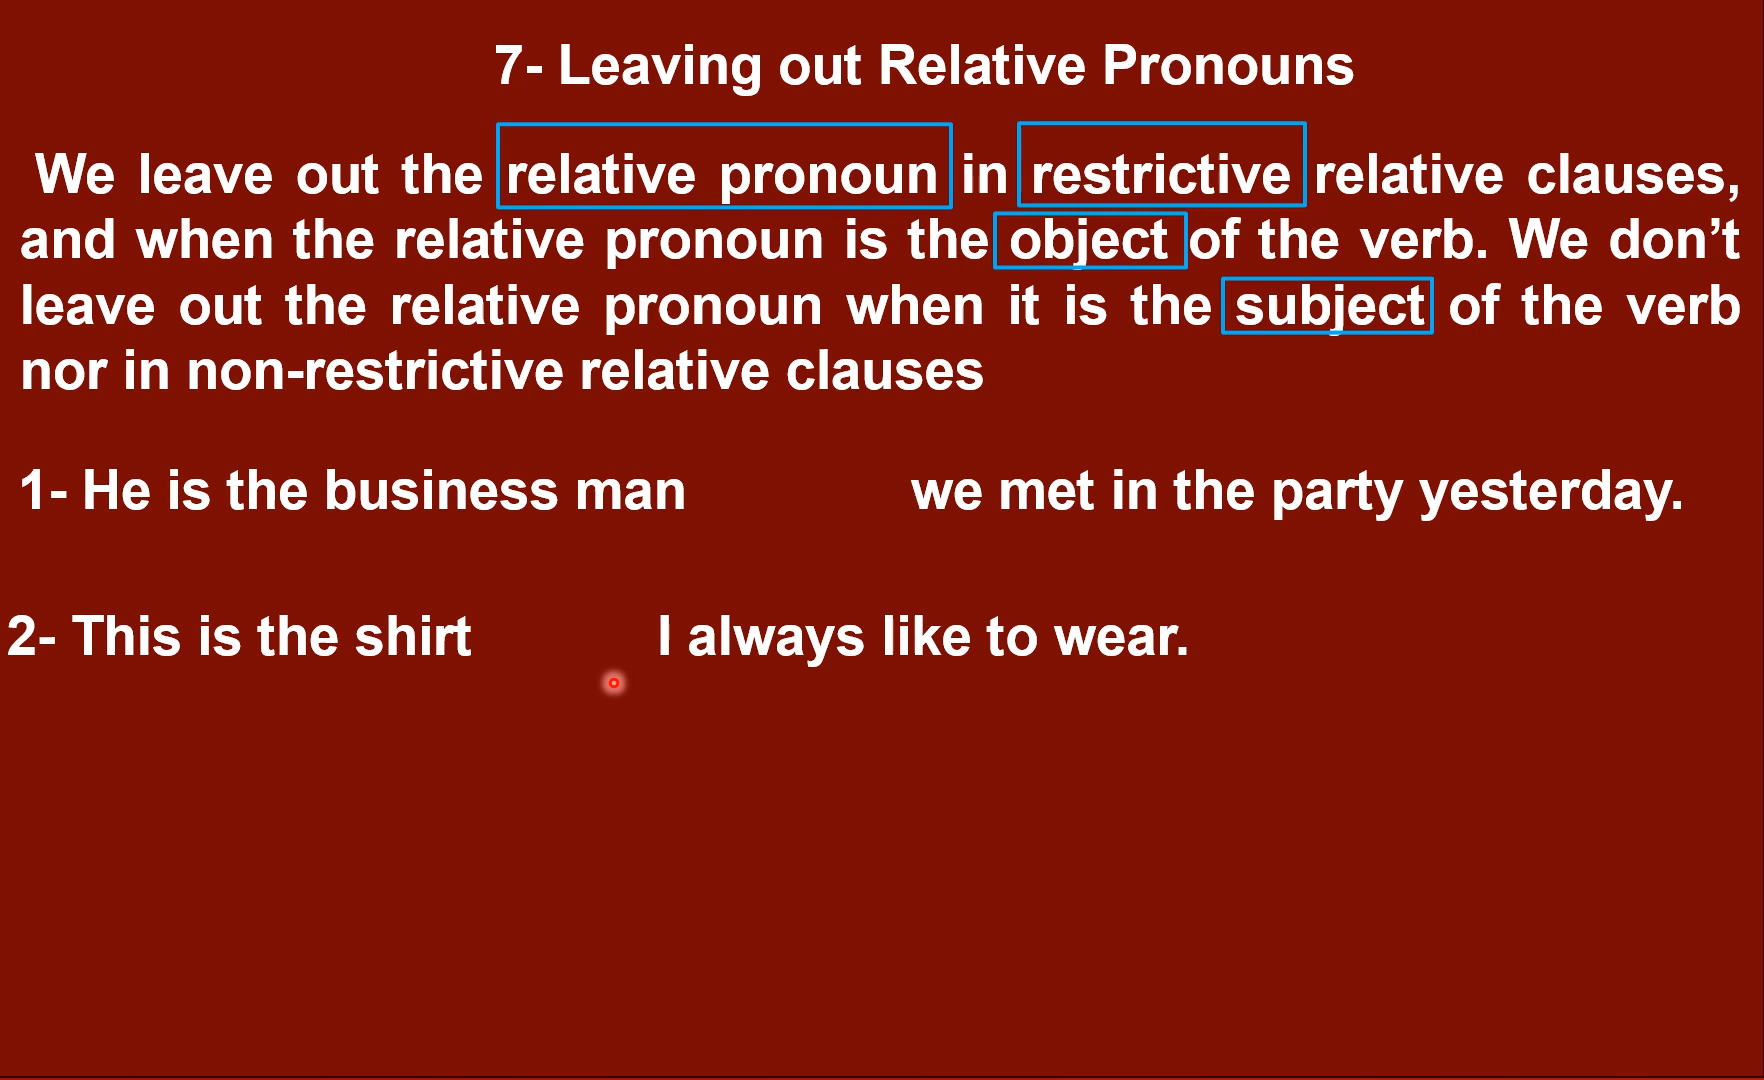 7- Leaving out Relative Pronouns
We leave out the relative pronoun in restrictive relative clauses,
and when the relative pronoun is the object of the verb. We don’t
leave out the relative pronoun when it is the subject of the verb
nor in non-restrictive relative clauses
1- He is the business man we met in the party yesterday.
2- This is the shirt I always like to wear.